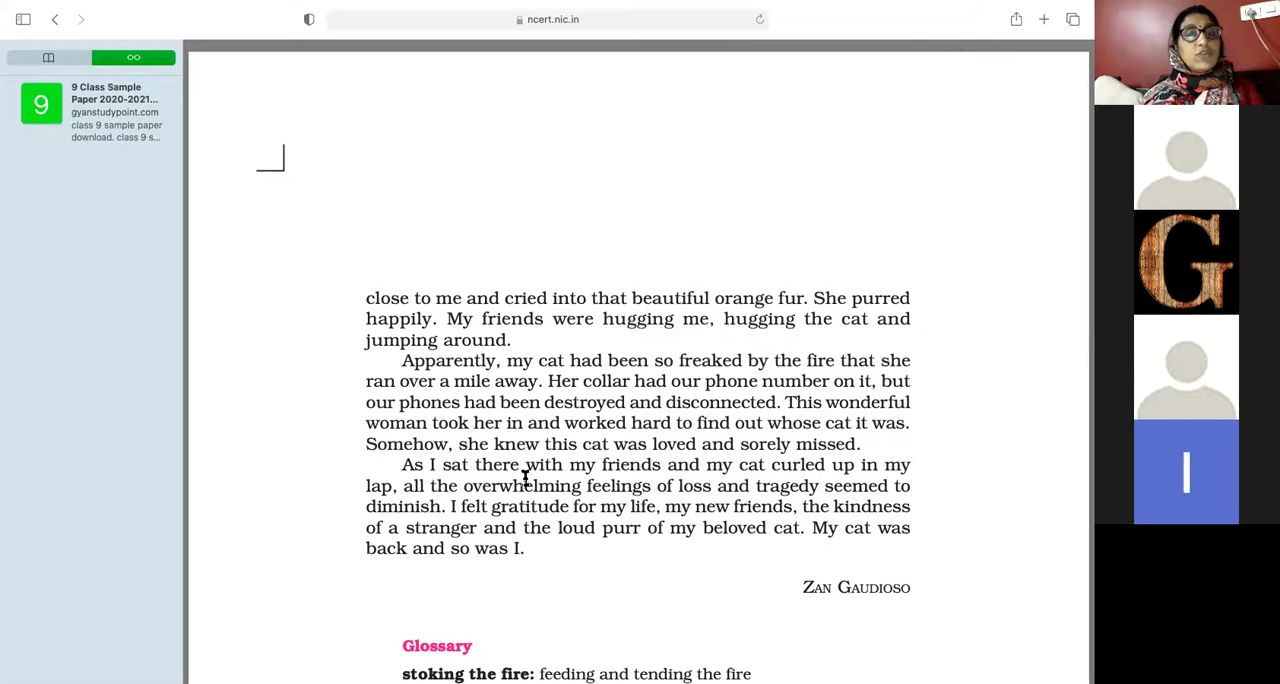 ncert.nic.in
9
9 Class Sample
Paper 2020-2021...
gyanstudypoint.com
class 9 sample paper
download. class 9 s...
close to me and cried into that beautiful orange fur. She purred
happily. My friends were hugging me, hugging the cat and
jumping around.
Apparently, my cat had been so freaked by the fire that she
ran over a mile away. Her collar had our phone number on it, but
our phones had been destroyed and disconnected. This wonderful
woman took her in and worked hard to find out whose cat it was.
Somehow, she knew this cat was loved and sorely missed.
As I sat there with my friends and my cat curled up in my
lap, all the overwhelming feelings of loss and tragedy seemed to
diminish. I felt gratitude for my life, my new friends, the kindness
of a stranger and the loud purr of my beloved cat. My cat was
back and so was I.
ZAN GAUDIOSO
Glossary
stoking the fire: feeding and tending the fire
G
I